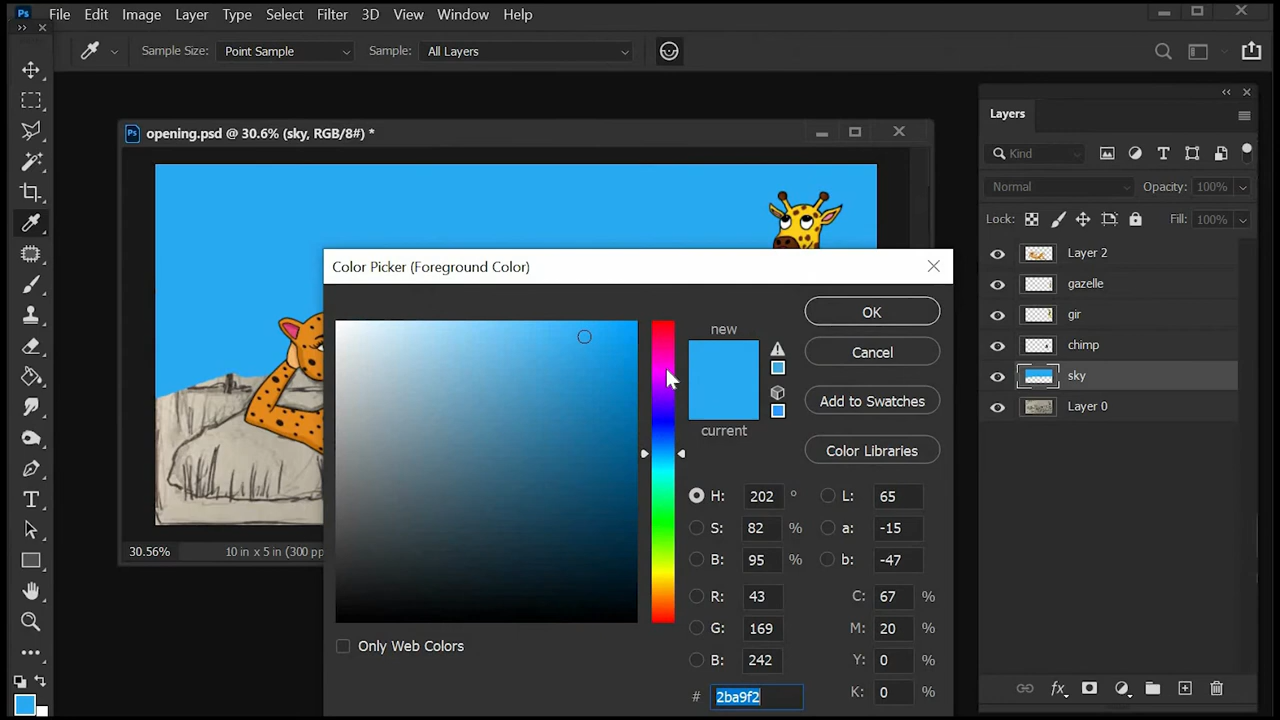 Ps File Edit Image Layer Type Select Filter 3D View Window Help
Sample Size: Point Sample Sample: All Layers
Ps opening.psd @ 30.6% (sky, RGB/8#) *
Layers
Kind
Normal Opacity: 100%
Lock: Fill: 100%
Layer 2
gazelle
gir
chimp
sky
Layer 0
30.56% 10 in x 5 in (300 pp
Color Picker (Foreground Color)
new
current
OK
Cancel
Add to Swatches
Color Libraries
H: 202 ° L: 65
S: 82 % a: -15
B: 95 % b: -47
R: 43 C: 67 %
G: 169 M: 20 %
B: 242 Y: 0 %
# 2ba9f2 K: 0 %
Only Web Colors
T